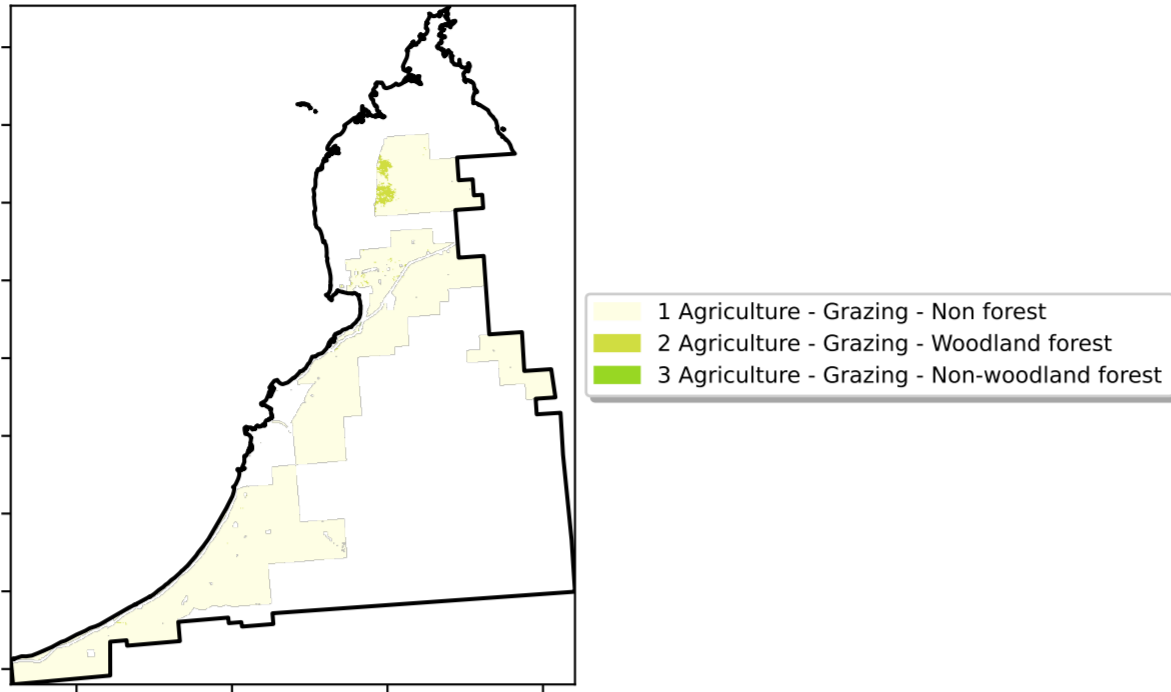 1 Agriculture - Grazing - Non forest
2 Agriculture - Grazing - Woodland forest
3 Agriculture - Grazing - Non-woodland forest